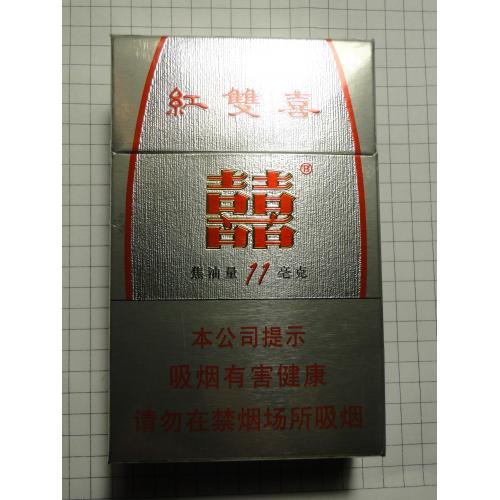 紅雙喜
囍®
焦油量 11 毫克
本公司提示
吸烟有害健康
请勿在禁烟场所吸烟